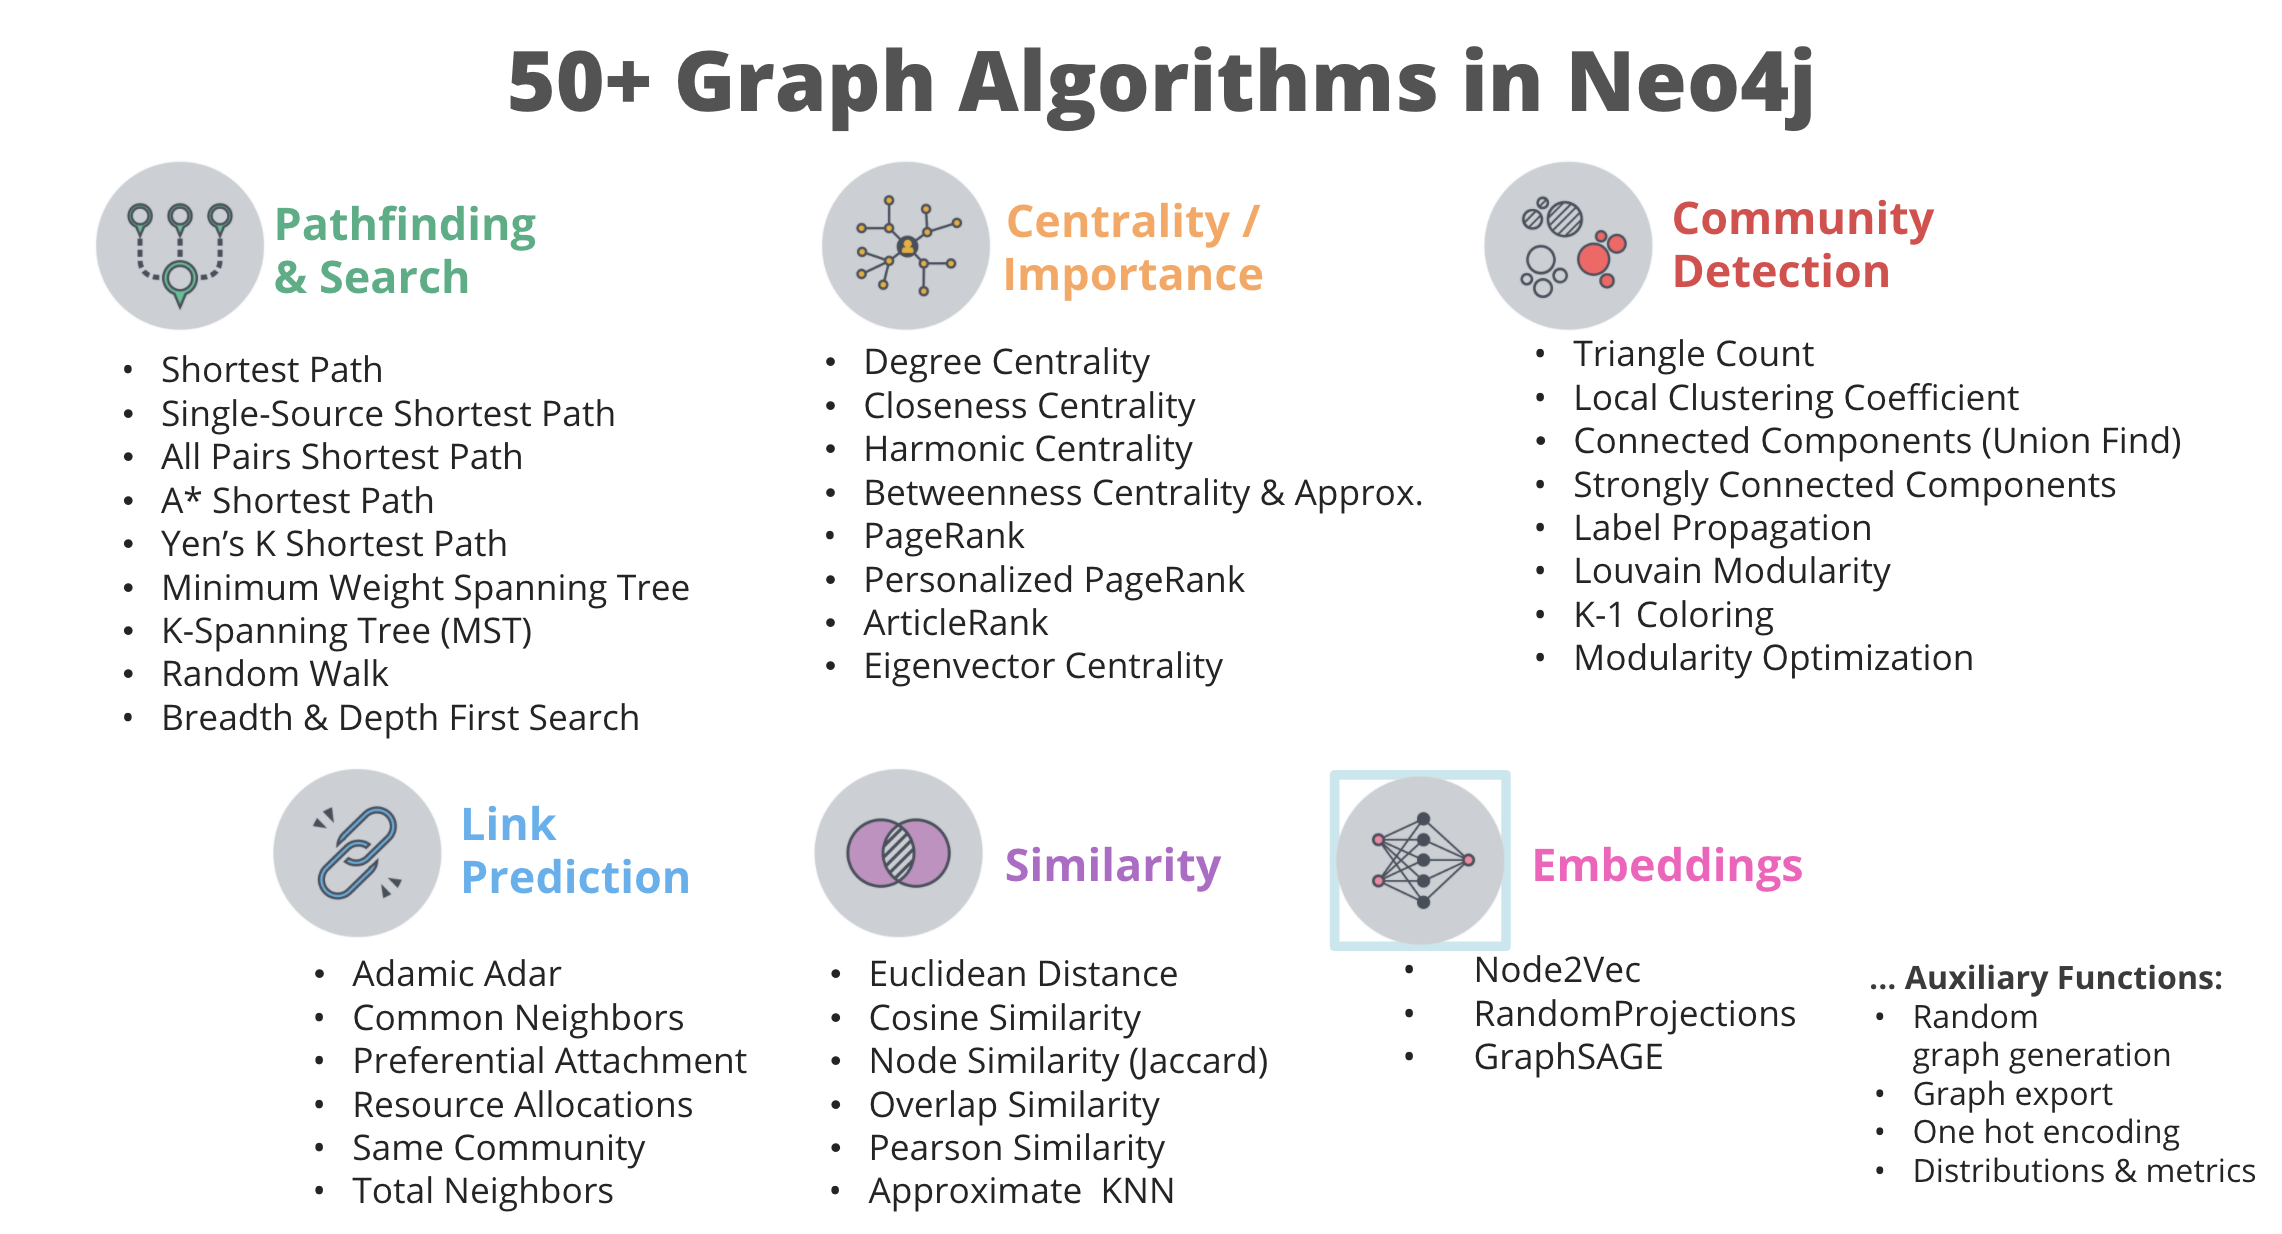 50+ Graph Algorithms in Neo4j
Pathfinding
& Search
• Shortest Path
• Single-Source Shortest Path
• All Pairs Shortest Path
• A* Shortest Path
• Yen’s K Shortest Path
• Minimum Weight Spanning Tree
• K-Spanning Tree (MST)
• Random Walk
• Breadth & Depth First Search
Centrality /
Importance
• Degree Centrality
• Closeness Centrality
• Harmonic Centrality
• Betweenness Centrality & Approx.
• PageRank
• Personalized PageRank
• ArticleRank
• Eigenvector Centrality
Community
Detection
• Triangle Count
• Local Clustering Coefficient
• Connected Components (Union Find)
• Strongly Connected Components
• Label Propagation
• Louvain Modularity
• K-1 Coloring
• Modularity Optimization
Link
Prediction
• Adamic Adar
• Common Neighbors
• Preferential Attachment
• Resource Allocations
• Same Community
• Total Neighbors
Similarity
• Euclidean Distance
• Cosine Similarity
• Node Similarity (Jaccard)
• Overlap Similarity
• Pearson Similarity
• Approximate KNN
Embeddings
• Node2Vec
• RandomProjections
• GraphSAGE
... Auxiliary Functions:
• Random
graph generation
• Graph export
• One hot encoding
• Distributions & metrics